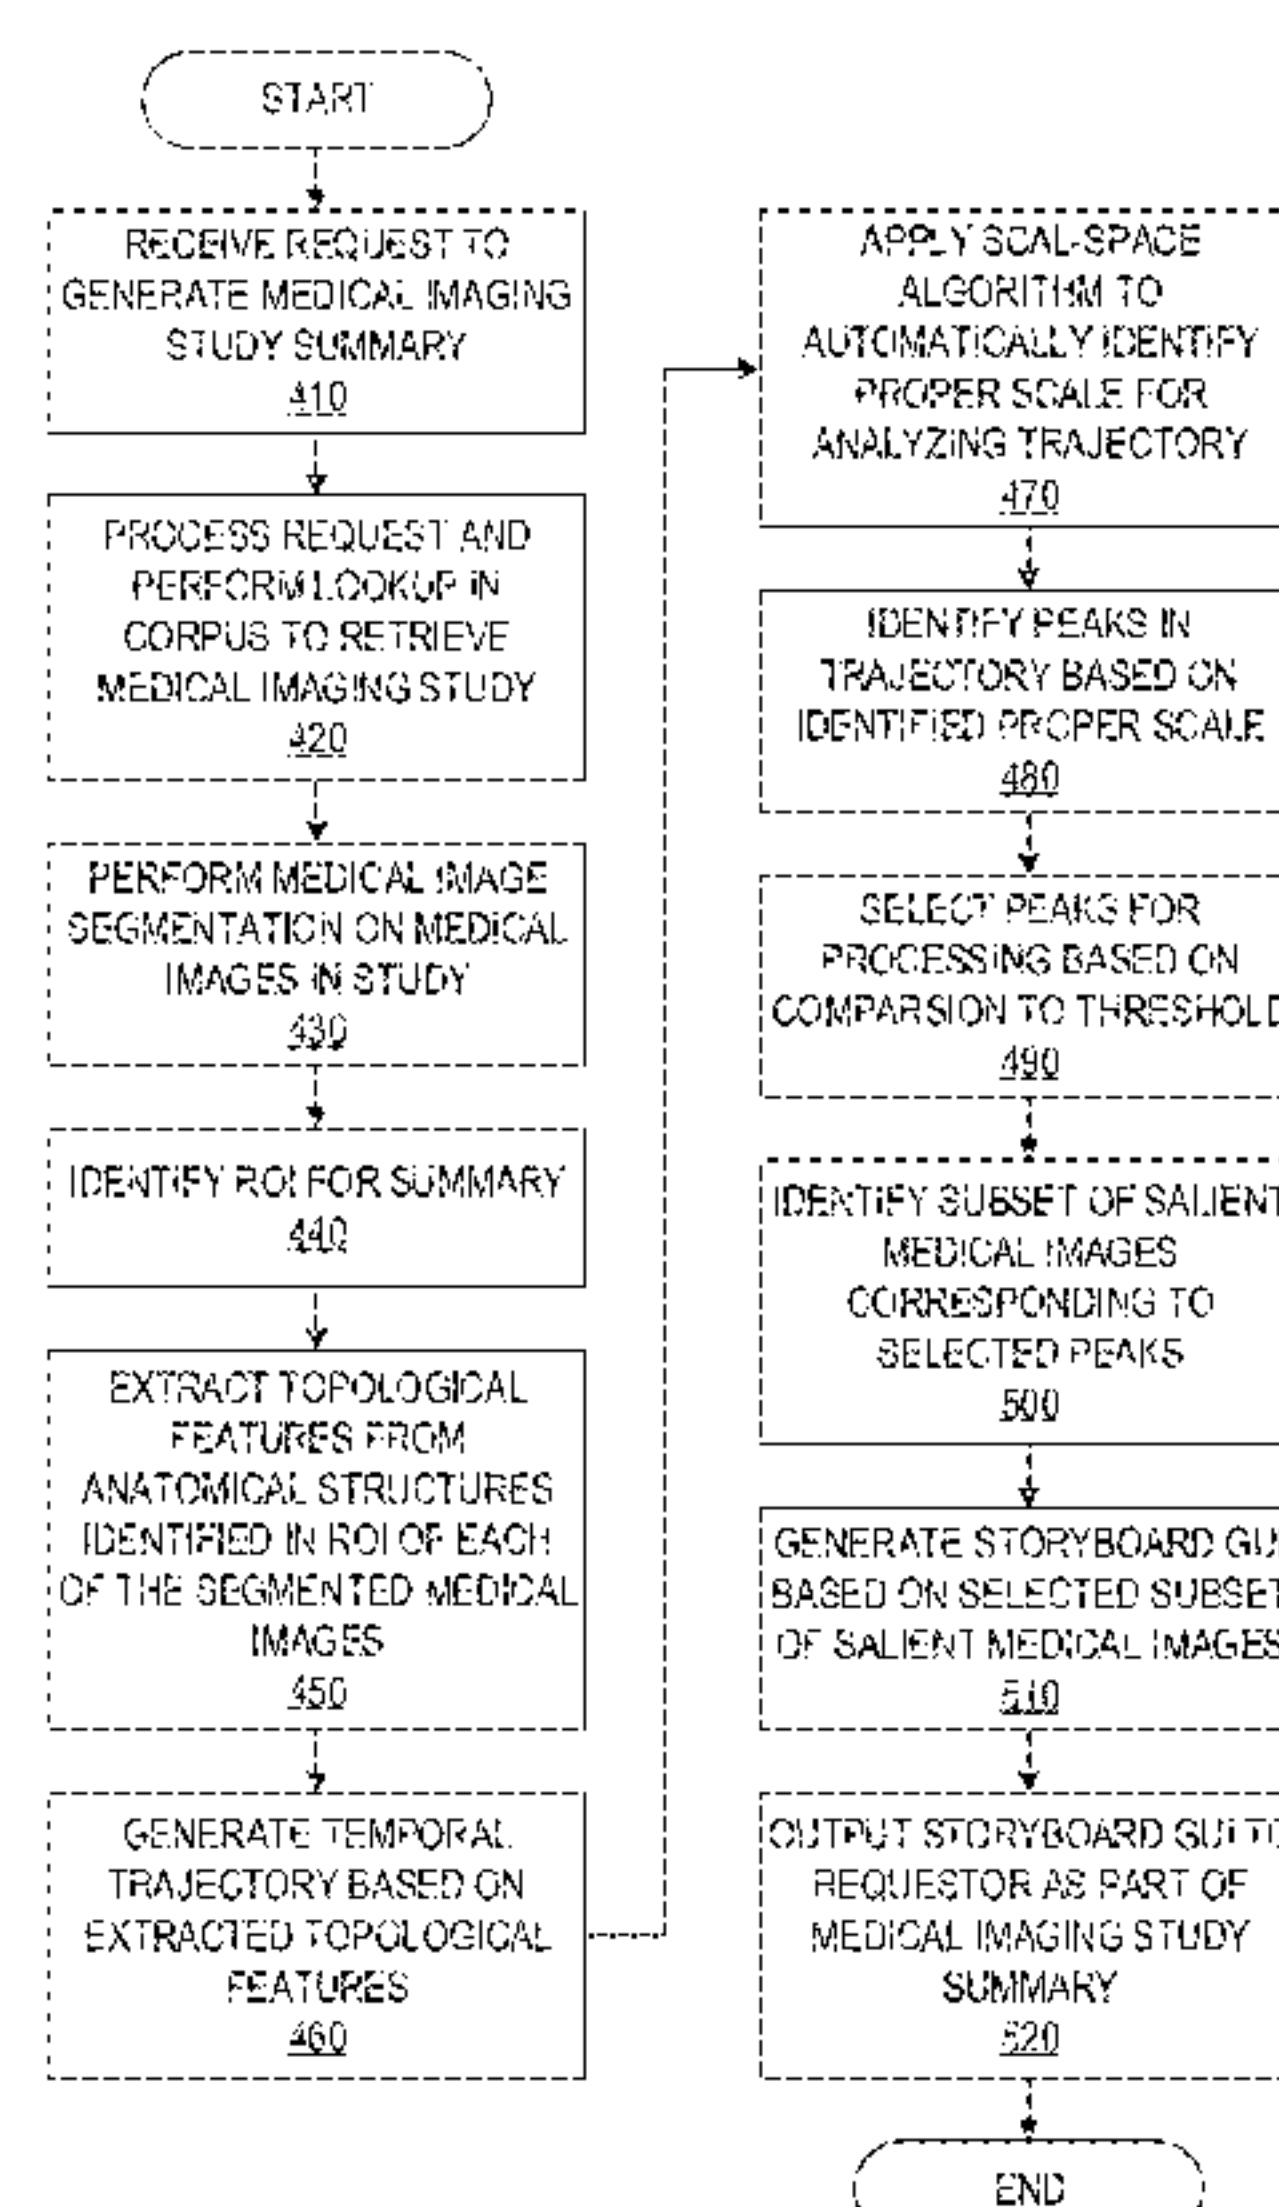 START
RECEIVE REQUEST TO
GENERATE MEDICAL IMAGING
STUDY SUMMARY
410
PROCESS REQUEST AND
PERFORM LOOKUP IN
CORPUS TO RETRIEVE
MEDICAL IMAGING STUDY
420
PERFORM MEDICAL IMAGE
SEGMENTATION ON MEDICAL
IMAGES IN STUDY
430
IDENTIFY ROI FOR SUMMARY
440
EXTRACT TOPOLOGICAL
FEATURES FROM
ANATOMICAL STRUCTURES
IDENTIFIED IN ROI OF EACH
OF THE SEGMENTED MEDICAL
IMAGES
450
GENERATE TEMPORAL
TRAJECTORY BASED ON
EXTRACTED TOPOLOGICAL
FEATURES
460
APPLY SCAL-SPACE
ALGORITHM TO
AUTOMATICALLY IDENTIFY
PROPER SCALE FOR
ANALYZING TRAJECTORY
470
IDENTIFY PEAKS IN
TRAJECTORY BASED ON
IDENTIFIED PROPER SCALE
480
SELECT PEAKS FOR
PROCESSING BASED ON
COMPARSION TO THRESHOLD
490
IDENTIFY SUBSET OF SALIENT
MEDICAL IMAGES
CORRESPONDING TO
SELECTED PEAKS
500
GENERATE STORYBOARD GUI
BASED ON SELECTED SUBSET
OF SALIENT MEDICAL IMAGES
510
OUTPUT STORYBOARD GUI TO
REQUESTOR AS PART OF
MEDICAL IMAGING STUDY
SUMMARY
520
END